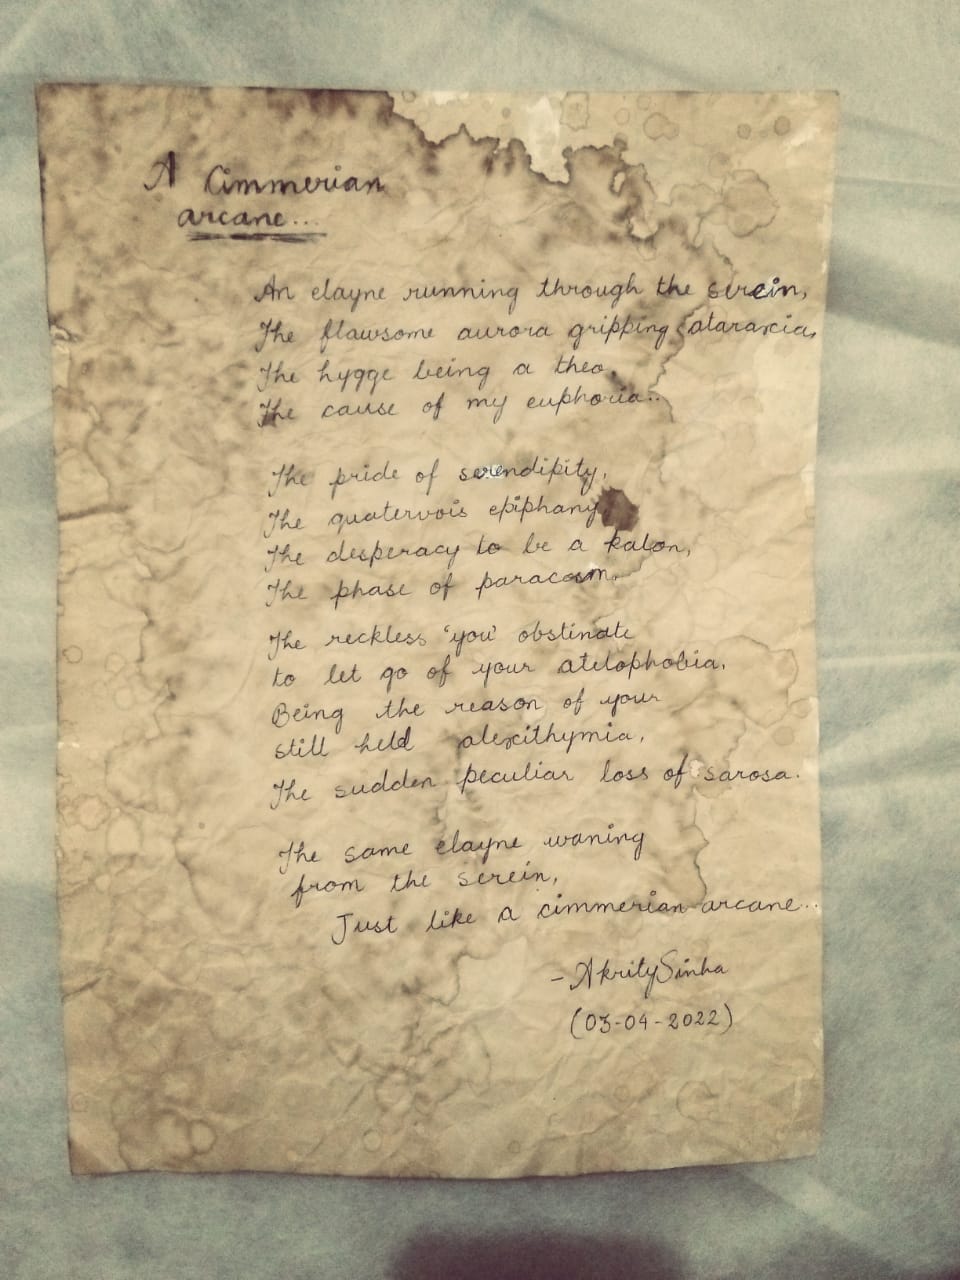 A Cimmerian
arcane...
An elayne running through the serein,
The flawsome aurora gripping ataraxia,
The hygge being a theo,
The cause of my euphoria..
The pride of serendipity,
The quatervois epiphany
The desperacy to be a kalon,
The phase of paracosm.
The reckless 'you' obstinate
to let go of your atelophobia,
Being the reason of your
still held alexithymia,
The sudden peculiar loss of sarosa.
The same elayne waning
from the serein,
Just like a cimmerian arcane...
- Akrity Sinha
(03-04-2022)